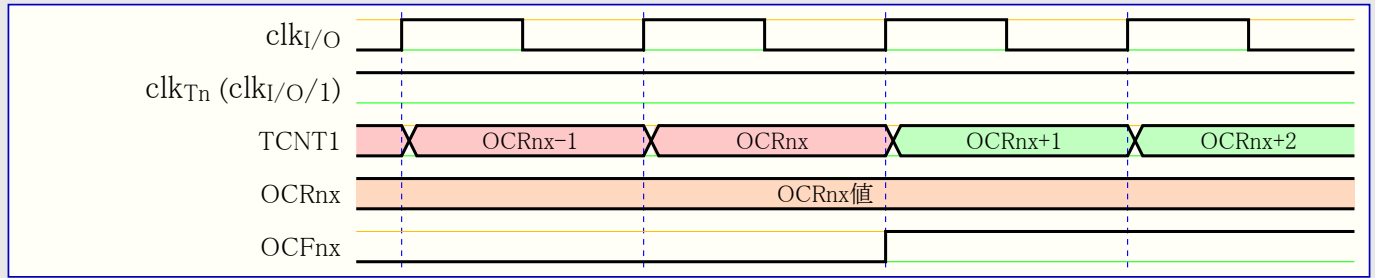 clkI/O
clkTn (clkI/O/1)
TCNT1 OCRnx-1 OCRnx OCRnx+1 OCRnx+2
OCRnx OCRnx値
OCFnx